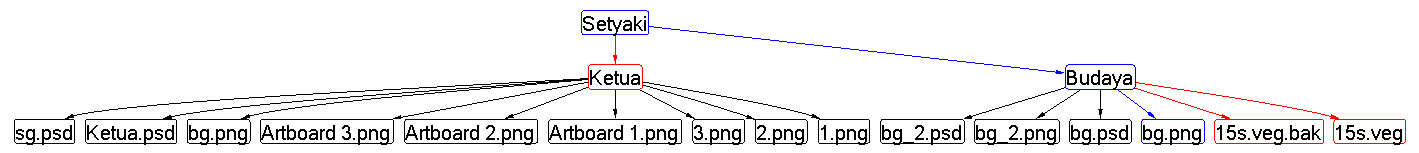 Setyaki
Ketua
Budaya
sg.psd
Ketua.psd
bg.png
Artboard 3.png
Artboard 2.png
Artboard 1.png
3.png
2.png
1.png
bg_2.psd
bg_2.png
bg.psd
bg.png
15s.veg.bak
15s.veg